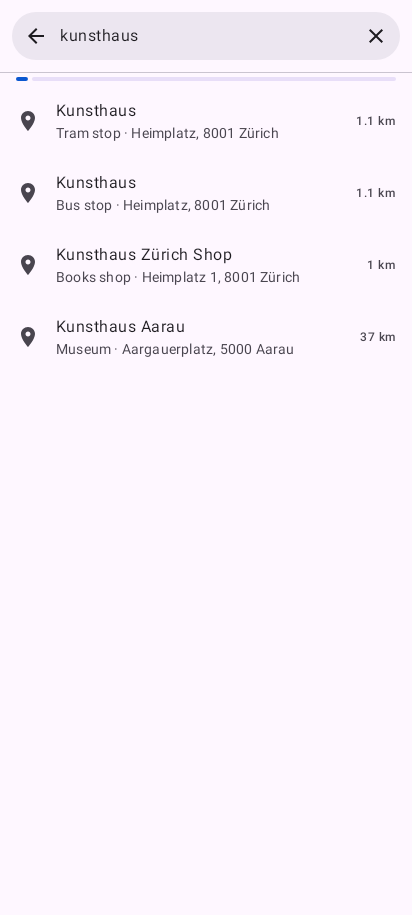 kunsthaus
Kunsthaus
Tram stop · Heimplatz, 8001 Zürich
1.1 km
Kunsthaus
Bus stop · Heimplatz, 8001 Zürich
1.1 km
Kunsthaus Zürich Shop
Books shop · Heimplatz 1, 8001 Zürich
1 km
Kunsthaus Aarau
Museum · Aargauerplatz, 5000 Aarau
37 km